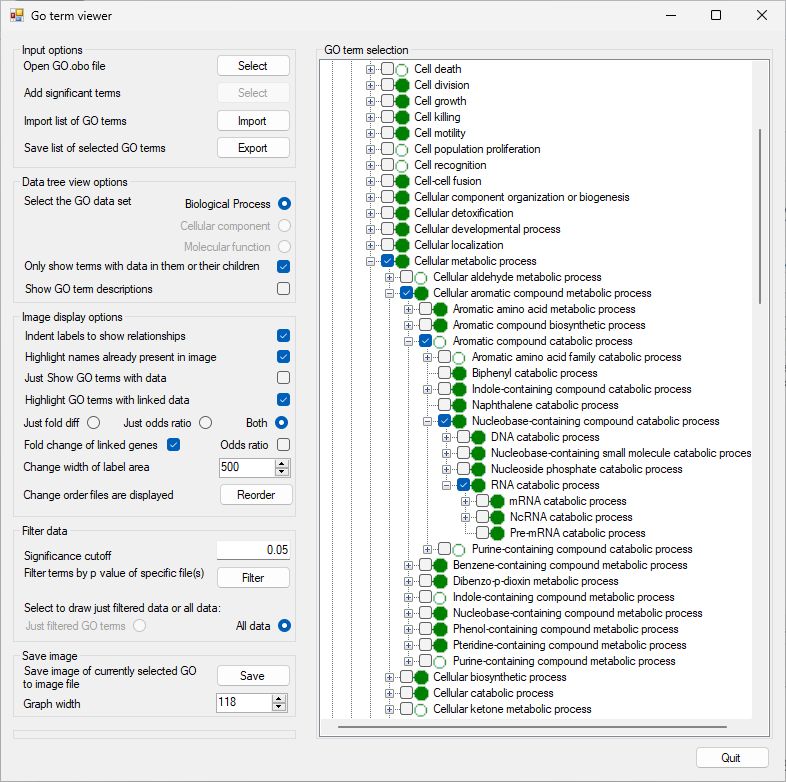 Go term viewer
Input options
Open GO.obo file
Select
Add significant terms
Select
Import list of GO terms
Import
Save list of selected GO terms
Export
Data tree view options
Select the GO data set
Biological Process
Cellular component
Molecular function
Only show terms with data in them or their children
Show GO term descriptions
Image display options
Indent labels to show relationships
Highlight names already present in image
Just Show GO terms with data
Highlight GO terms with linked data
Just fold diff
Just odds ratio
Both
Fold change of linked genes
Odds ratio
Change width of label area
500
Change order files are displayed
Reorder
Filter data
Significance cutoff
0.05
Filter terms by p value of specific file(s)
Filter
Select to draw just filtered data or all data:
Just filtered GO terms
All data
Save image
Save image of currently selected GO
to image file
Save
Graph width
118
GO term selection
Cell death
Cell division
Cell growth
Cell killing
Cell motility
Cell population proliferation
Cell recognition
Cell-cell fusion
Cellular component organization or biogenesis
Cellular detoxification
Cellular developmental process
Cellular localization
Cellular metabolic process
Cellular aldehyde metabolic process
Cellular aromatic compound metabolic process
Aromatic amino acid metabolic process
Aromatic compound biosynthetic process
Aromatic compound catabolic process
Aromatic amino acid family catabolic process
Biphenyl catabolic process
Indole-containing compound catabolic process
Naphthalene catabolic process
Nucleobase-containing compound catabolic process
DNA catabolic process
Nucleobase-containing small molecule catabolic proce
Nucleoside phosphate catabolic process
RNA catabolic process
mRNA catabolic process
NcRNA catabolic process
Pre-mRNA catabolic process
Purine-containing compound catabolic process
Benzene-containing compound metabolic process
Dibenzo-p-dioxin metabolic process
Indole-containing compound metabolic process
Nucleobase-containing compound metabolic process
Phenol-containing compound metabolic process
Pteridine-containing compound metabolic process
Purine-containing compound metabolic process
Cellular biosynthetic process
Cellular catabolic process
Cellular ketone metabolic process
Quit